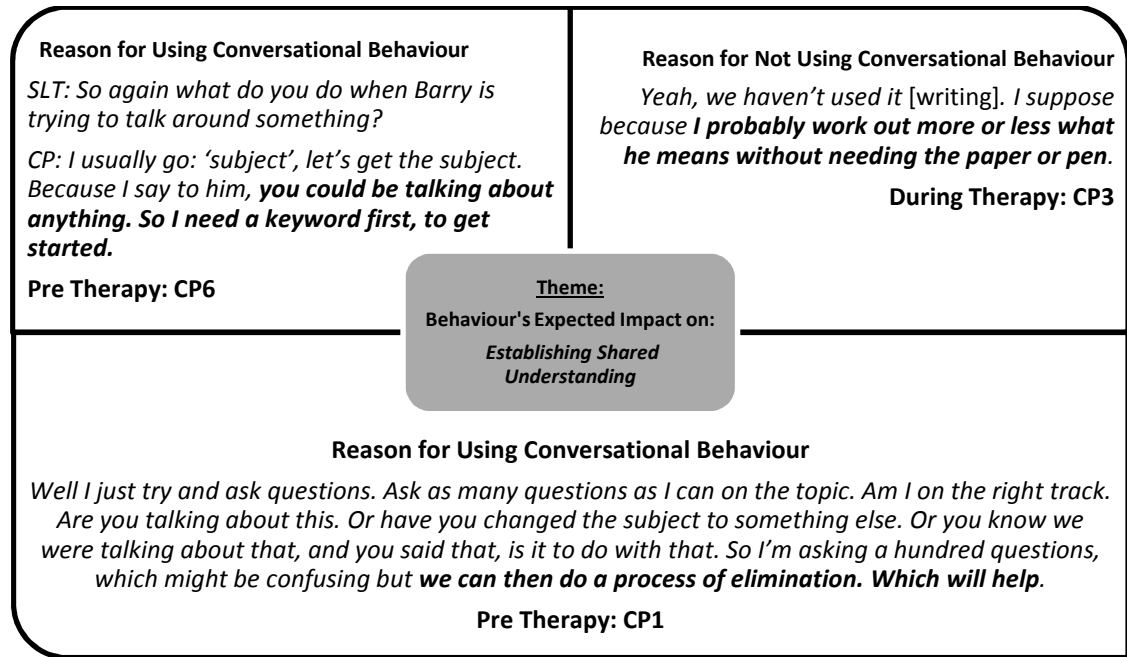 Reason for Using Conversational Behaviour
SLT: So again what do you do when Barry is
trying to talk around something?
CP: I usually go: ‘subject’, let’s get the subject.
Because I say to him, you could be talking about
anything. So I need a keyword first, to get
started.
Pre Therapy: CP6
Reason for Not Using Conversational Behaviour
Yeah, we haven’t used it [writing]. I suppose
because I probably work out more or less what
he means without needing the paper or pen.
During Therapy: CP3
Theme:
Behaviour's Expected Impact on:
Establishing Shared
Understanding
Reason for Using Conversational Behaviour
Well I just try and ask questions. Ask as many questions as I can on the topic. Am I on the right track.
Are you talking about this. Or have you changed the subject to something else. Or you know we
were talking about that, and you said that, is it to do with that. So I’m asking a hundred questions,
which might be confusing but we can then do a process of elimination. Which will help.
Pre Therapy: CP1